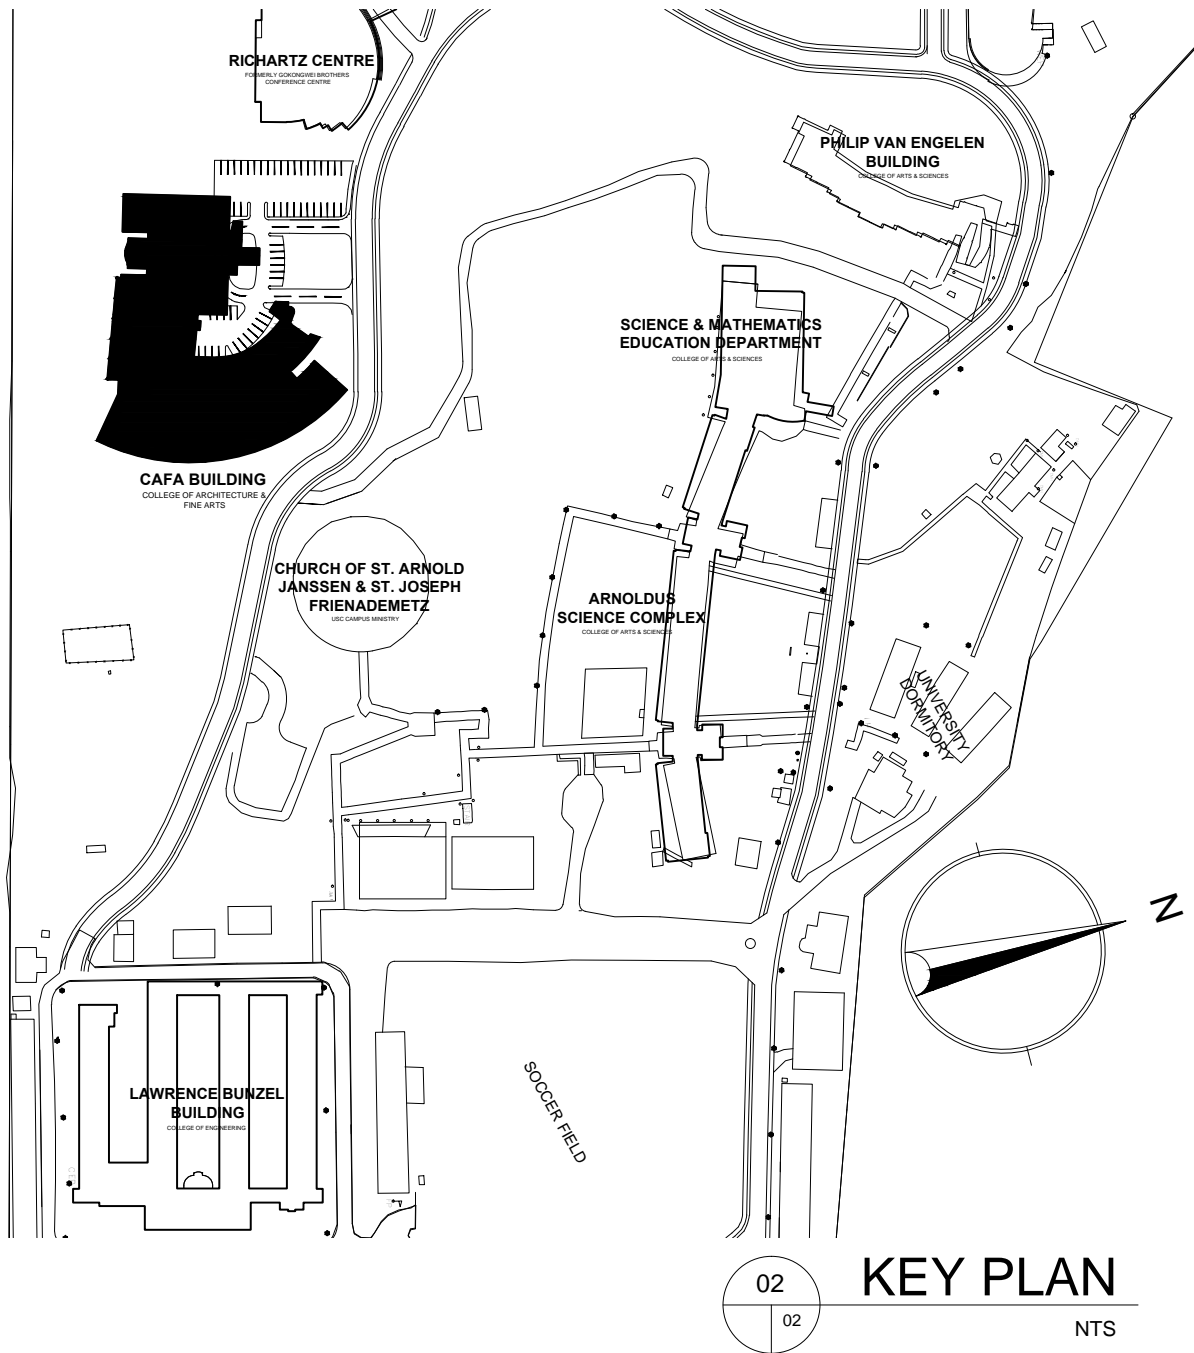 RICHARTZ CENTRE
FORMERLY GOKONGWEI BROTHERS
CONFERENCE CENTRE
PHILIP VAN ENGELEN
BUILDING
COLLEGE OF ARTS & SCIENCES
SCIENCE & MATHEMATICS
EDUCATION DEPARTMENT
COLLEGE OF ARTS & SCIENCES
CAFA BUILDING
COLLEGE OF ARCHITECTURE &
FINE ARTS
CHURCH OF ST. ARNOLD
JANSSEN & ST. JOSEPH
FRIENADEMETZ
USC CAMPUS MINISTRY
ARNOLDUS
SCIENCE COMPLEX
COLLEGE OF ARTS & SCIENCES
UNIVERSITY
DORMITORY
N
LAWRENCE BUNZEL
BUILDING
COLLEGE OF ENGINEERING
SOCCER FIELD
02
02
KEY PLAN
NTS